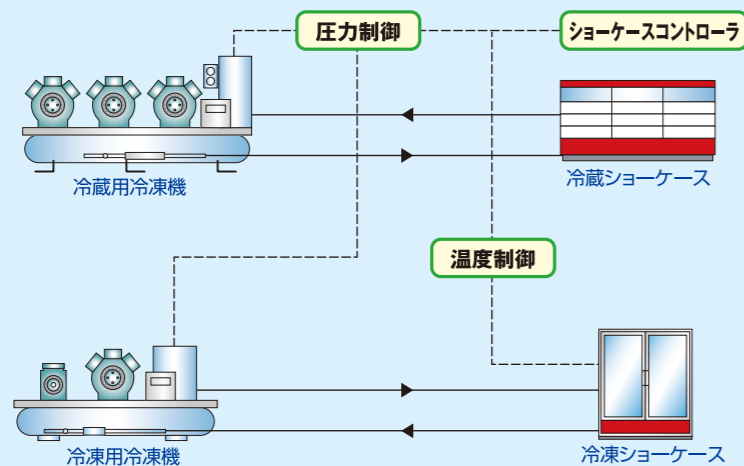 圧力制御
ショーケースコントローラ
冷蔵用冷凍機
冷蔵ショーケース
温度制御
冷凍用冷凍機
冷凍ショーケース